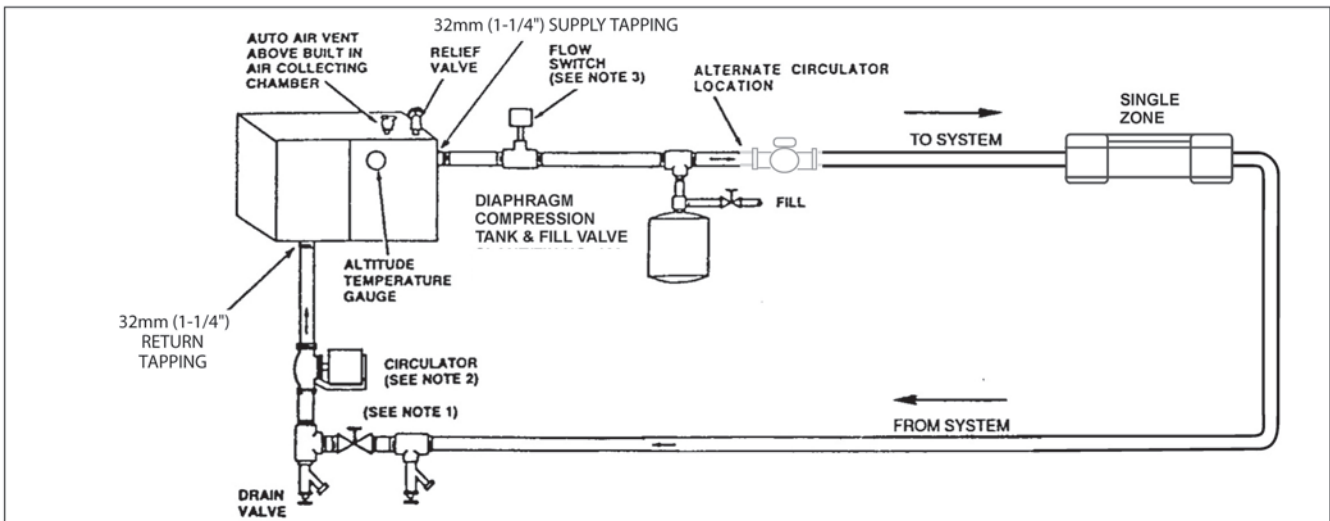 32mm (1-1/4") SUPPLY TAPPING
AUTO AIR VENT
ABOVE BUILT IN
AIR COLLECTING
CHAMBER
RELIEF
VALVE
FLOW
SWITCH
(SEE NOTE 3)
ALTERNATE CIRCULATOR
LOCATION
TO SYSTEM
SINGLE
ZONE
DIAPHRAGM
COMPRESSION
TANK & FILL VALVE
FILL
ALTITUDE
TEMPERATURE
GAUGE
32mm (1-1/4")
RETURN
TAPPING
CIRCULATOR
(SEE NOTE 2)
(SEE NOTE 1)
FROM SYSTEM
DRAIN
VALVE